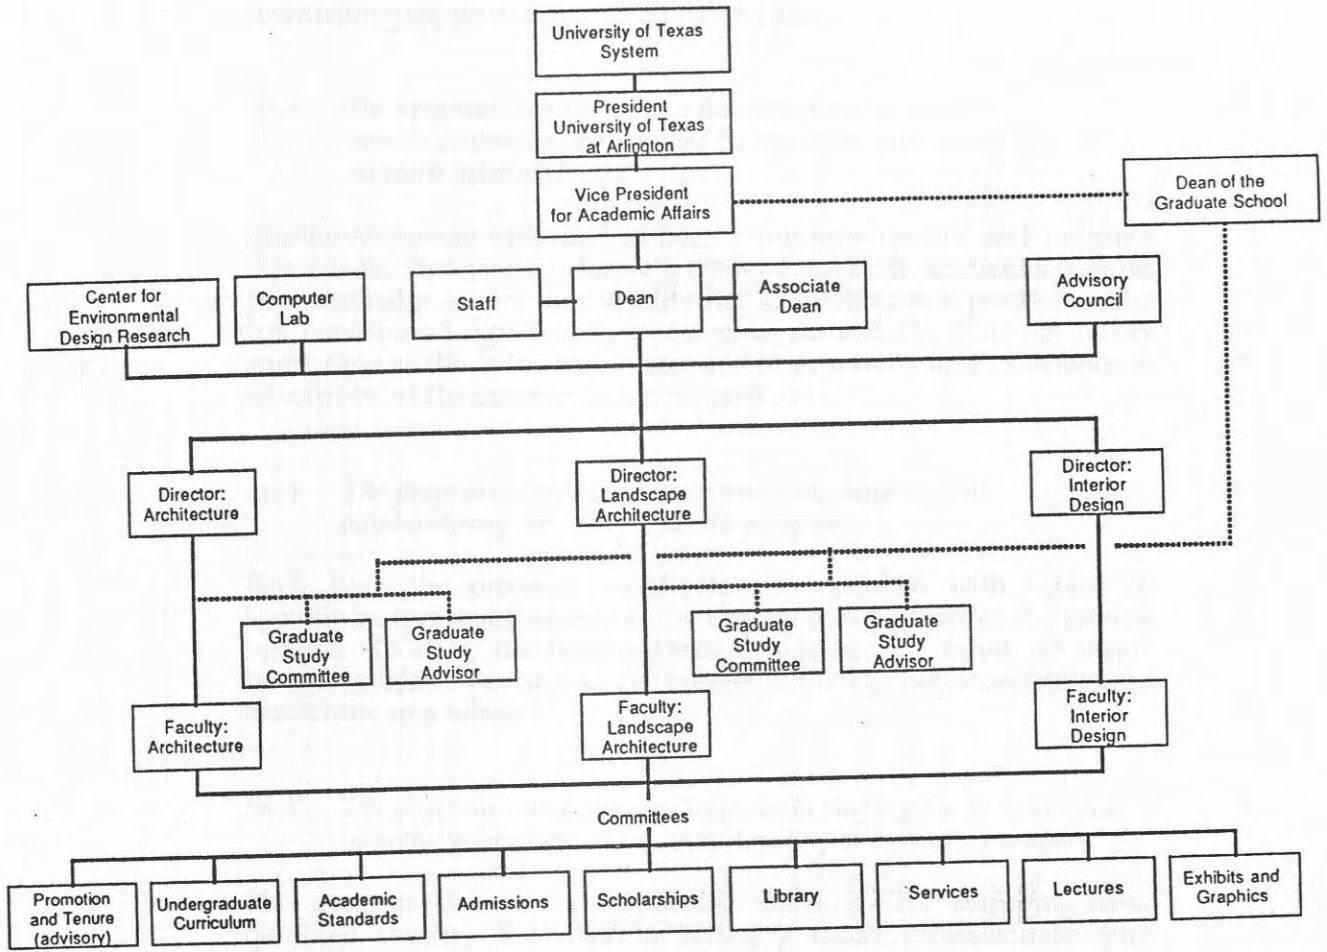 University of Texas
System
President
University of Texas
at Arlington
Vice President
for Academic Affairs
Dean of the
Graduate School
Center for
Environmental
Design Research
Computer
Lab
Staff
Dean
Associate
Dean
Advisory
Council
Director:
Architecture
Director:
Landscape
Architecture
Director:
Interior
Design
Graduate
Study
Committee
Graduate
Study
Advisor
Graduate
Study
Committee
Graduate
Study
Advisor
Faculty:
Architecture
Faculty:
Landscape
Architecture
Faculty:
Interior
Design
Committees
Promotion
and Tenure
(advisory)
Undergraduate
Curriculum
Academic
Standards
Admissions
Scholarships
Library
Services
Lectures
Exhibits and
Graphics